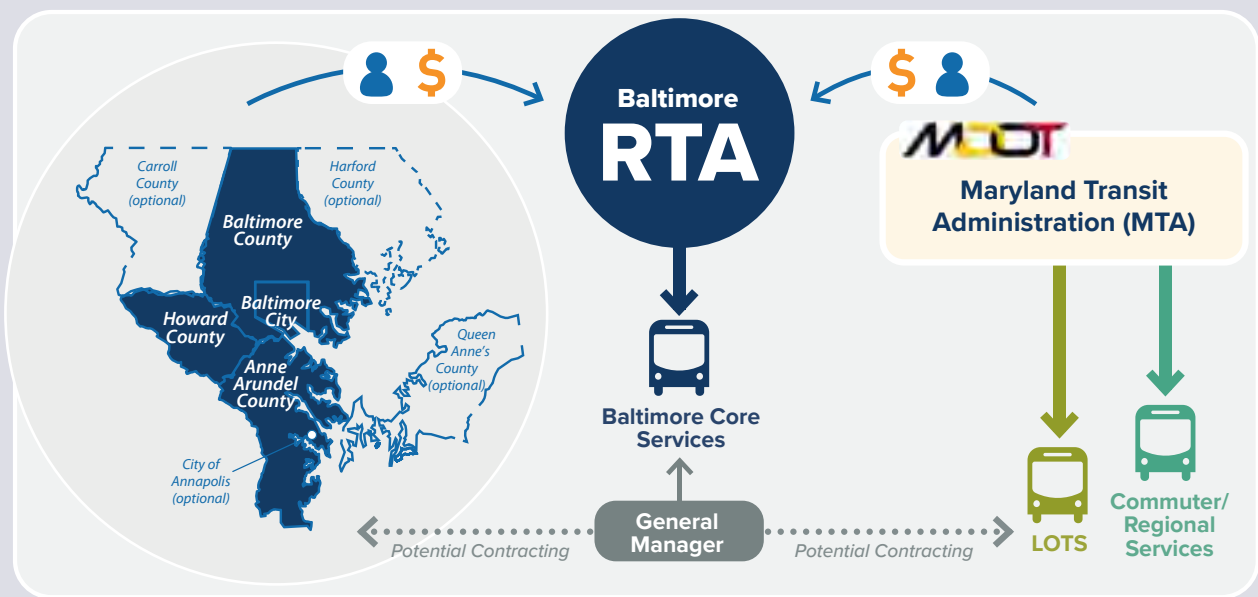 $
Baltimore
RTA
$
MDOT
Maryland Transit
Administration (MTA)
Carroll
County
(optional)
Harford
County
(optional)
Baltimore
County
Baltimore
City
Howard
County
Anne
Arundel
County
Queen
Anne's
County
(optional)
City of
Annapolis
(optional)
Baltimore Core
Services
General
Manager
Potential Contracting
Potential Contracting
LOTS
Commuter/
Regional
Services